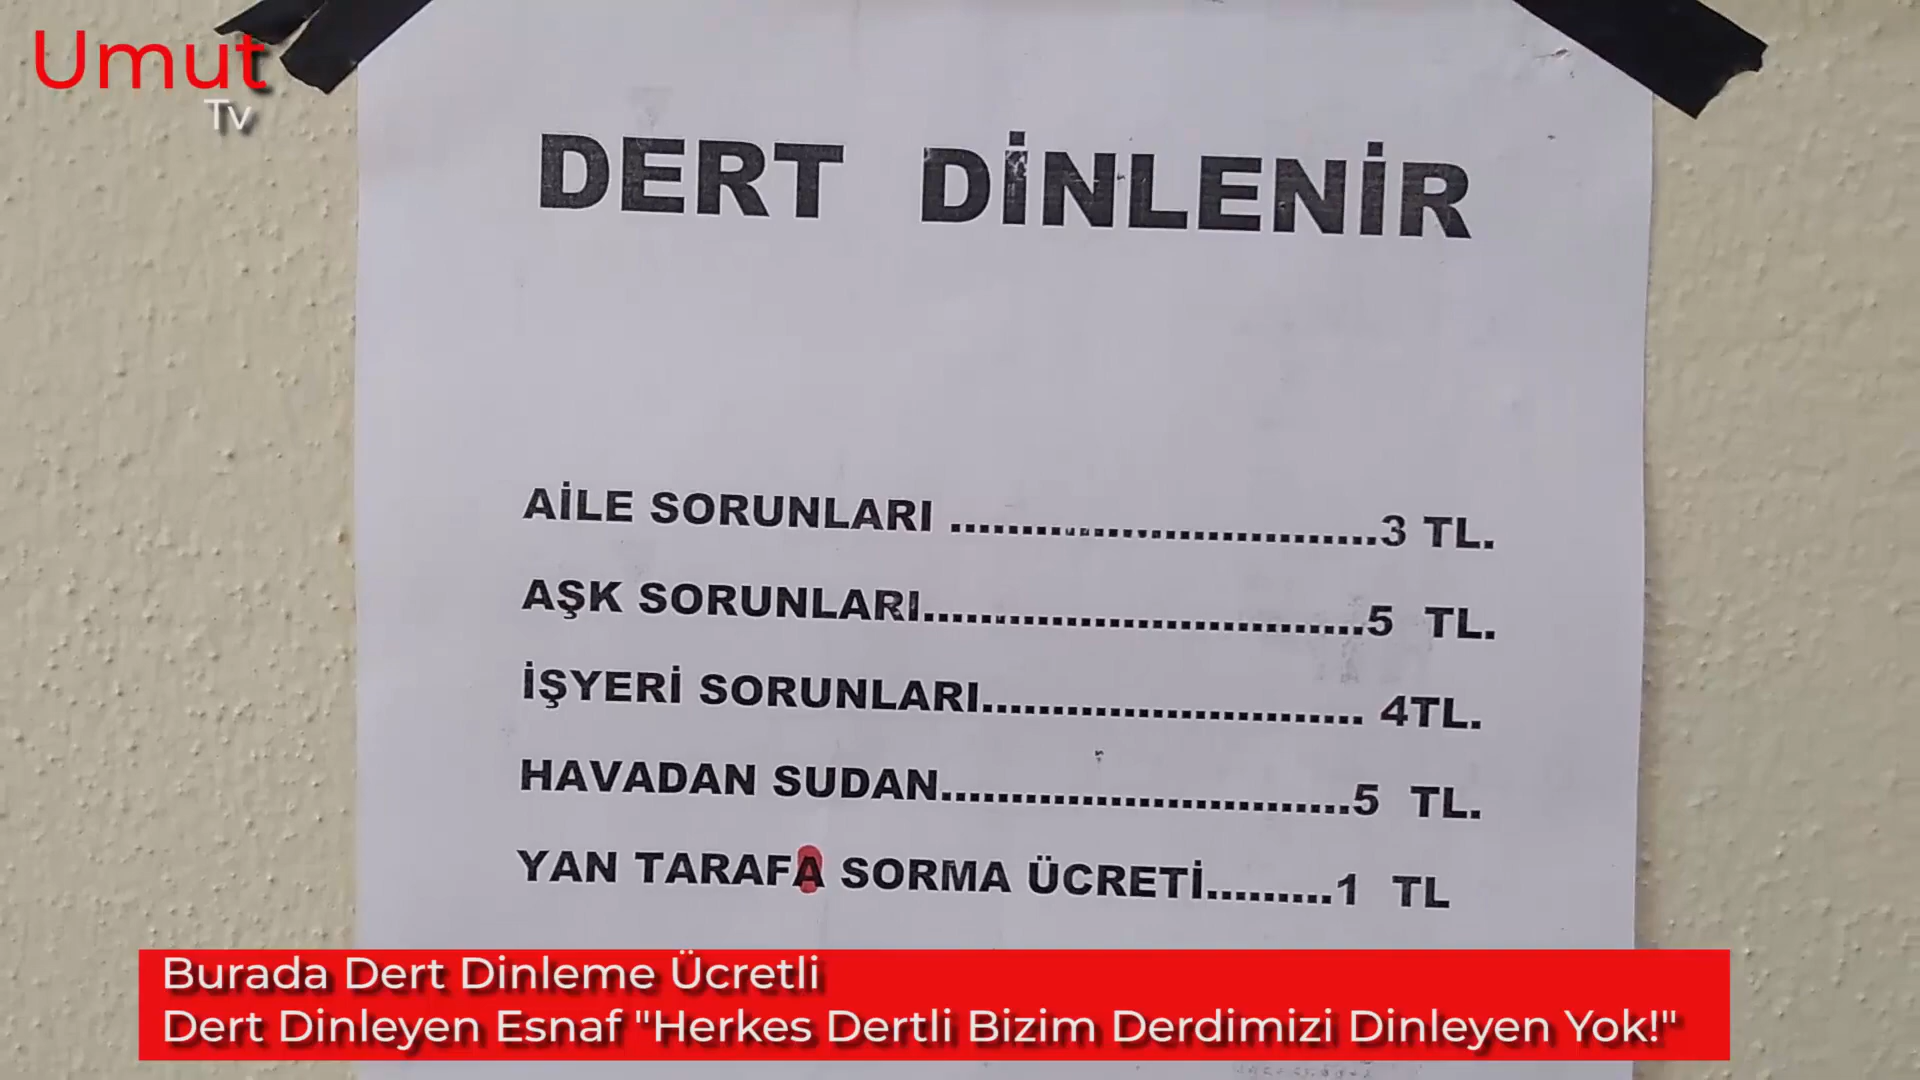 Umut
Tv
DERT DİNLENİR
AİLE SORUNLARI ..............................3 TL.
AŞK SORUNLARI...............................5 TL.
İŞYERİ SORUNLARI........................... 4TL.
HAVADAN SUDAN.............................5 TL.
YAN TARAFA SORMA ÜCRETİ.........1 TL
Burada Dert Dinleme Ücretli
Dert Dinleyen Esnaf "Herkes Dertli Bizim Derdimizi Dinleyen Yok!"